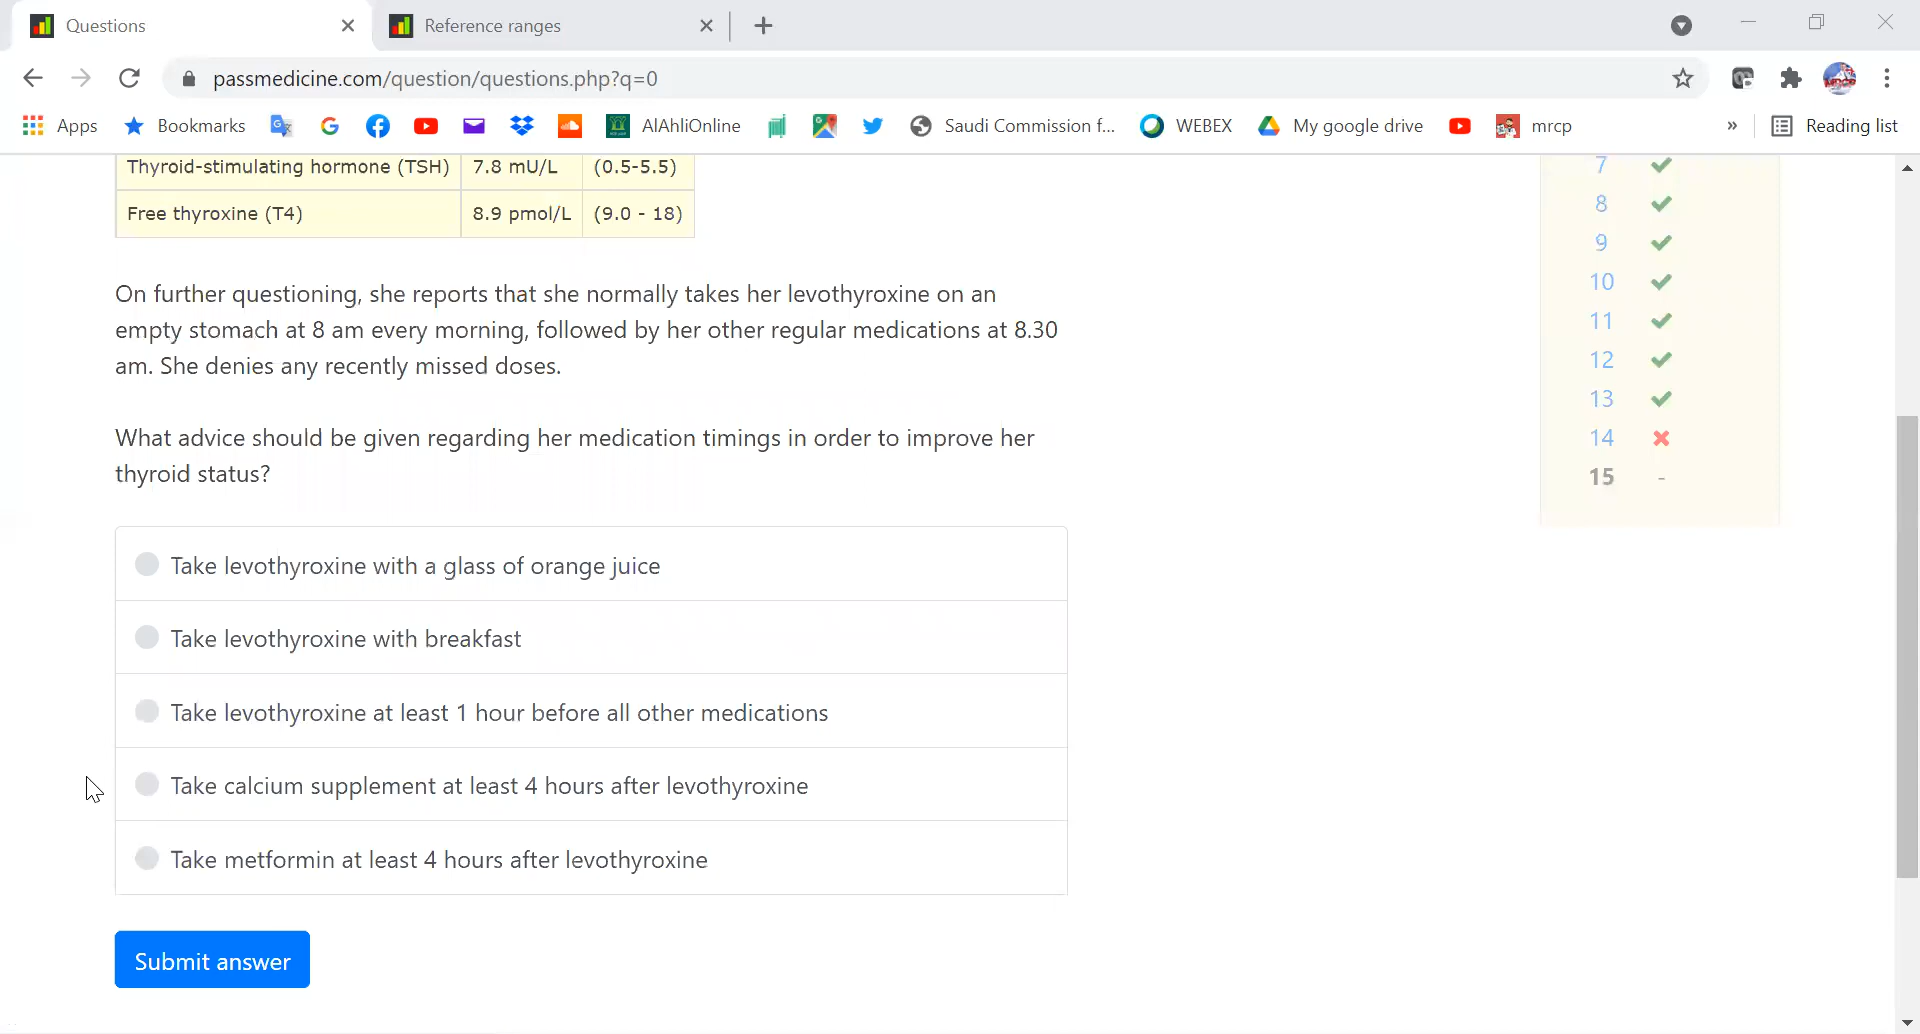 Questions
Reference ranges
passmedicine.com/question/questions.php?q=0
Apps
Bookmarks
AlAhliOnline
Saudi Commission f...
WEBEX
My google drive
mrcp
»
Reading list
Thyroid-stimulating hormone (TSH) 7.8 mU/L (0.5-5.5)
Free thyroxine (T4) 8.9 pmol/L (9.0 - 18)
On further questioning, she reports that she normally takes her levothyroxine on an
empty stomach at 8 am every morning, followed by her other regular medications at 8.30
am. She denies any recently missed doses.
What advice should be given regarding her medication timings in order to improve her
thyroid status?
Take levothyroxine with a glass of orange juice
Take levothyroxine with breakfast
Take levothyroxine at least 1 hour before all other medications
Take calcium supplement at least 4 hours after levothyroxine
Take metformin at least 4 hours after levothyroxine
Submit answer
7
8
9
10
11
12
13
14
15 -